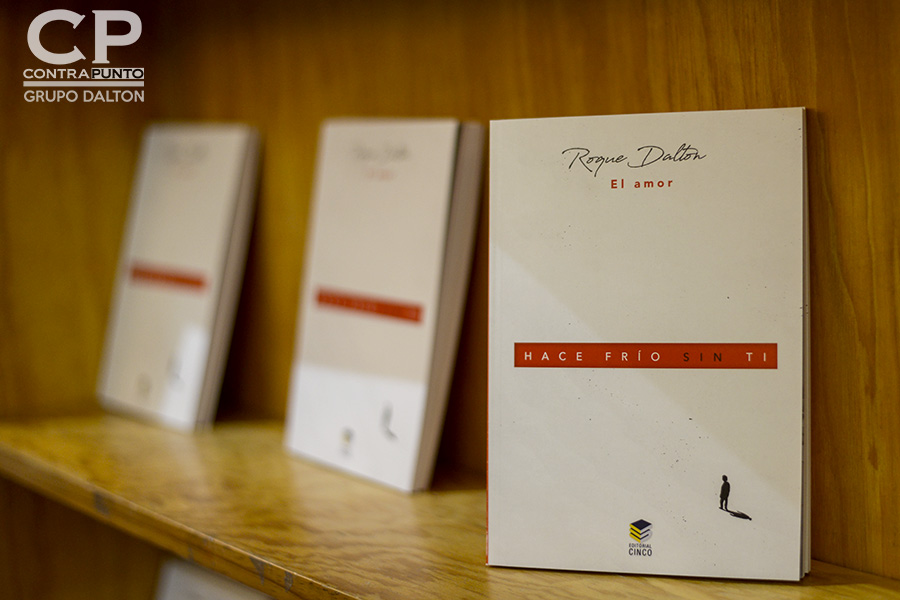 CP
CONTRAPUNTO
GRUPO DALTON
Roque Dalton
El amor
HACE FRÍO SIN TI
EDITORIAL
CINCO